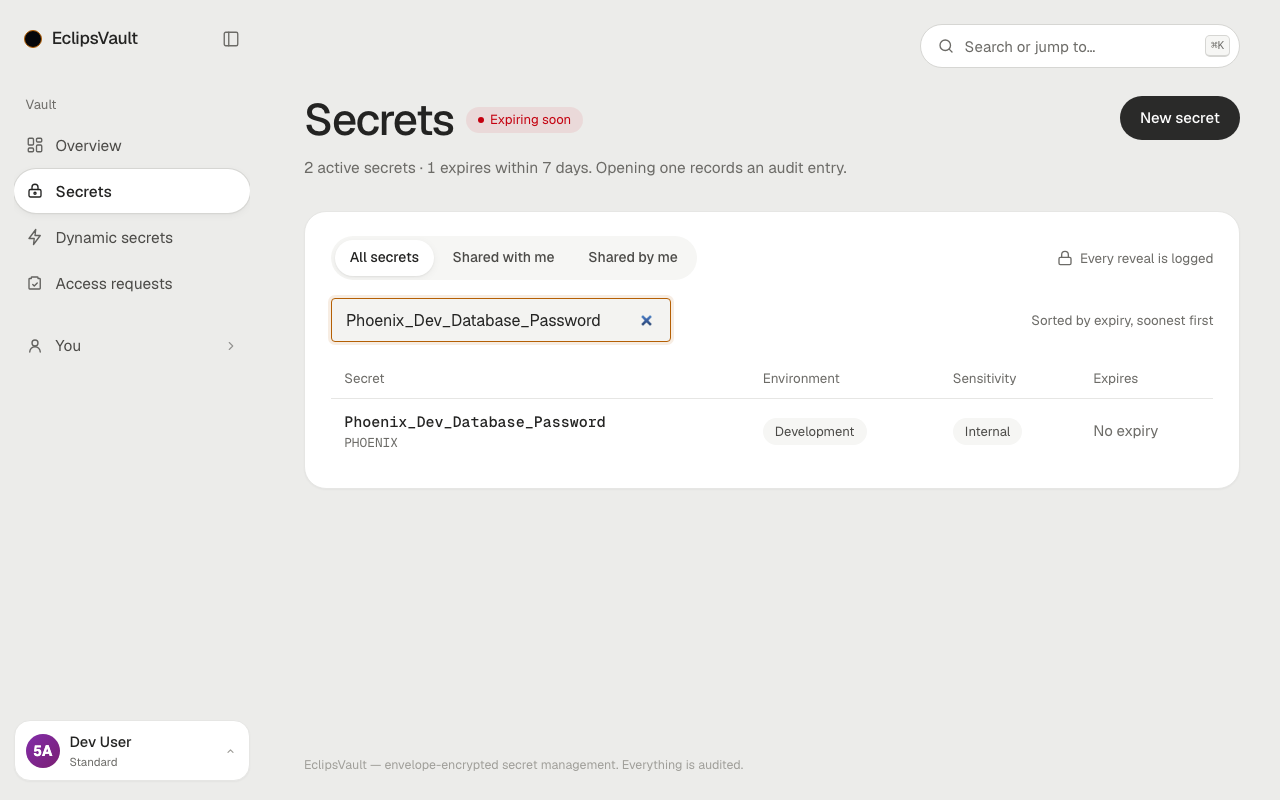 EclipsVault
Search or jump to...
⌘K
Vault
Overview
Secrets
Dynamic secrets
Access requests
You
Secrets
Expiring soon
New secret
2 active secrets · 1 expires within 7 days. Opening one records an audit entry.
All secrets
Shared with me
Shared by me
Every reveal is logged
Phoenix_Dev_Database_Password
Sorted by expiry, soonest first
Secret
Environment
Sensitivity
Expires
Phoenix_Dev_Database_Password
PHOENIX
Development
Internal
No expiry
5A
Dev User
Standard
EclipsVault — envelope-encrypted secret management. Everything is audited.